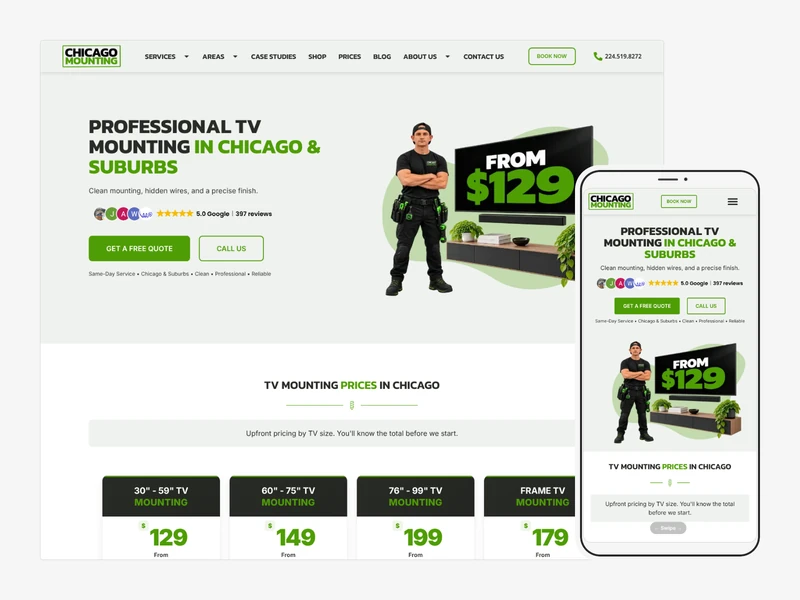 CHICAGO
MOUNTING
SERVICES AREAS CASE STUDIES SHOP PRICES BLOG ABOUT US CONTACT US BOOK NOW 224.519.8272
PROFESSIONAL TV
MOUNTING IN CHICAGO &
SUBURBS
Clean mounting, hidden wires, and a precise finish.
J A W 5.0 Google | 397 reviews
GET A FREE QUOTE CALL US
Same-Day Service • Chicago & Suburbs • Clean • Professional • Reliable
FROM
$129
TV MOUNTING PRICES IN CHICAGO
Upfront pricing by TV size. You'll know the total before we start.
30" - 59" TV
MOUNTING
$129
From
60" - 75" TV
MOUNTING
$149
From
76" - 99" TV
MOUNTING
$199
From
FRAME TV
MOUNTING
$179
From
CHICAGO
MOUNTING
BOOK NOW
PROFESSIONAL TV
MOUNTING IN CHICAGO &
SUBURBS
Clean mounting, hidden wires, and a precise finish.
J A W 5.0 Google | 397 reviews
GET A FREE QUOTE CALL US
Same-Day Service • Chicago & Suburbs • Clean • Professional • Reliable
FROM
$129
TV MOUNTING PRICES IN CHICAGO
Upfront pricing by TV size. You'll know the total
before we start.
Swipe